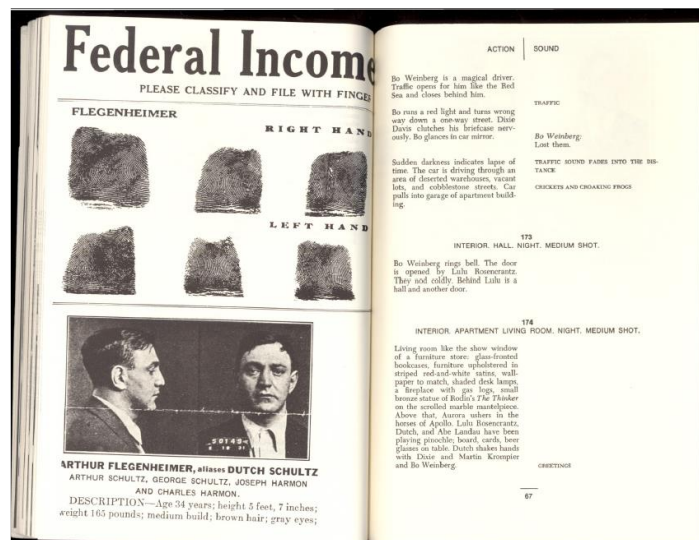 Federal Income
PLEASE CLASSIFY AND FILE WITH FINGE
FLEGENHEIMER
RIGHT HAND
LEFT HAND
ARTHUR FLEGENHEIMER, aliases DUTCH SCHULTZ
ARTHUR SCHULTZ, GEORGE SCHULTZ, JOSEPH HARMON
AND CHARLES HARMON.
DESCRIPTION—Age 34 years; height 5 feet, 7 inches;
weight 165 pounds; medium build; brown hair; gray eyes;
ACTION | SOUND
Bo Weinberg is a magical driver.
Traffic opens for him like the Red
Sea and closes behind him.
TRAFFIC
Bo runs a red light and turns wrong
way down a one-way street. Dixie
Davis clutches his briefcase nerv-
ously. Bo glances in car mirror.
Bo Weinberg:
Lost them.
Sudden darkness indicates lapse of
time. The car is driving through an
area of deserted warehouses, vacant
lots, and cobblestone streets. Car
pulls into garage of apartment build-
ing.
TRAFFIC SOUND FADES INTO THE DIS-
TANCE
CRICKETS AND CROAKING FROGS
173
INTERIOR. HALL. NIGHT. MEDIUM SHOT.
Bo Weinberg rings bell. The door
is opened by Lulu Rosencrantz.
They nod coldly. Behind Lulu is a
hall and another door.
174
INTERIOR. APARTMENT LIVING ROOM. NIGHT. MEDIUM SHOT.
Living room like the show window
of a furniture store: glass-fronted
bookcases, furniture upholstered in
striped red-and-white satins, wall-
paper to match, shaded desk lamps,
a fireplace with gas logs, small
bronze statue of Rodin's The Thinker
on the scrolled marble mantelpiece.
Above that, Aurora ushers in the
horses of Apollo. Lulu Rosencrantz,
Dutch, and Abe Landau have been
playing pinochle; board, cards, beer
glasses on table. Dutch shakes hands
with Dixie and Martin Krompier
and Bo Weinberg.
GREETINGS
67